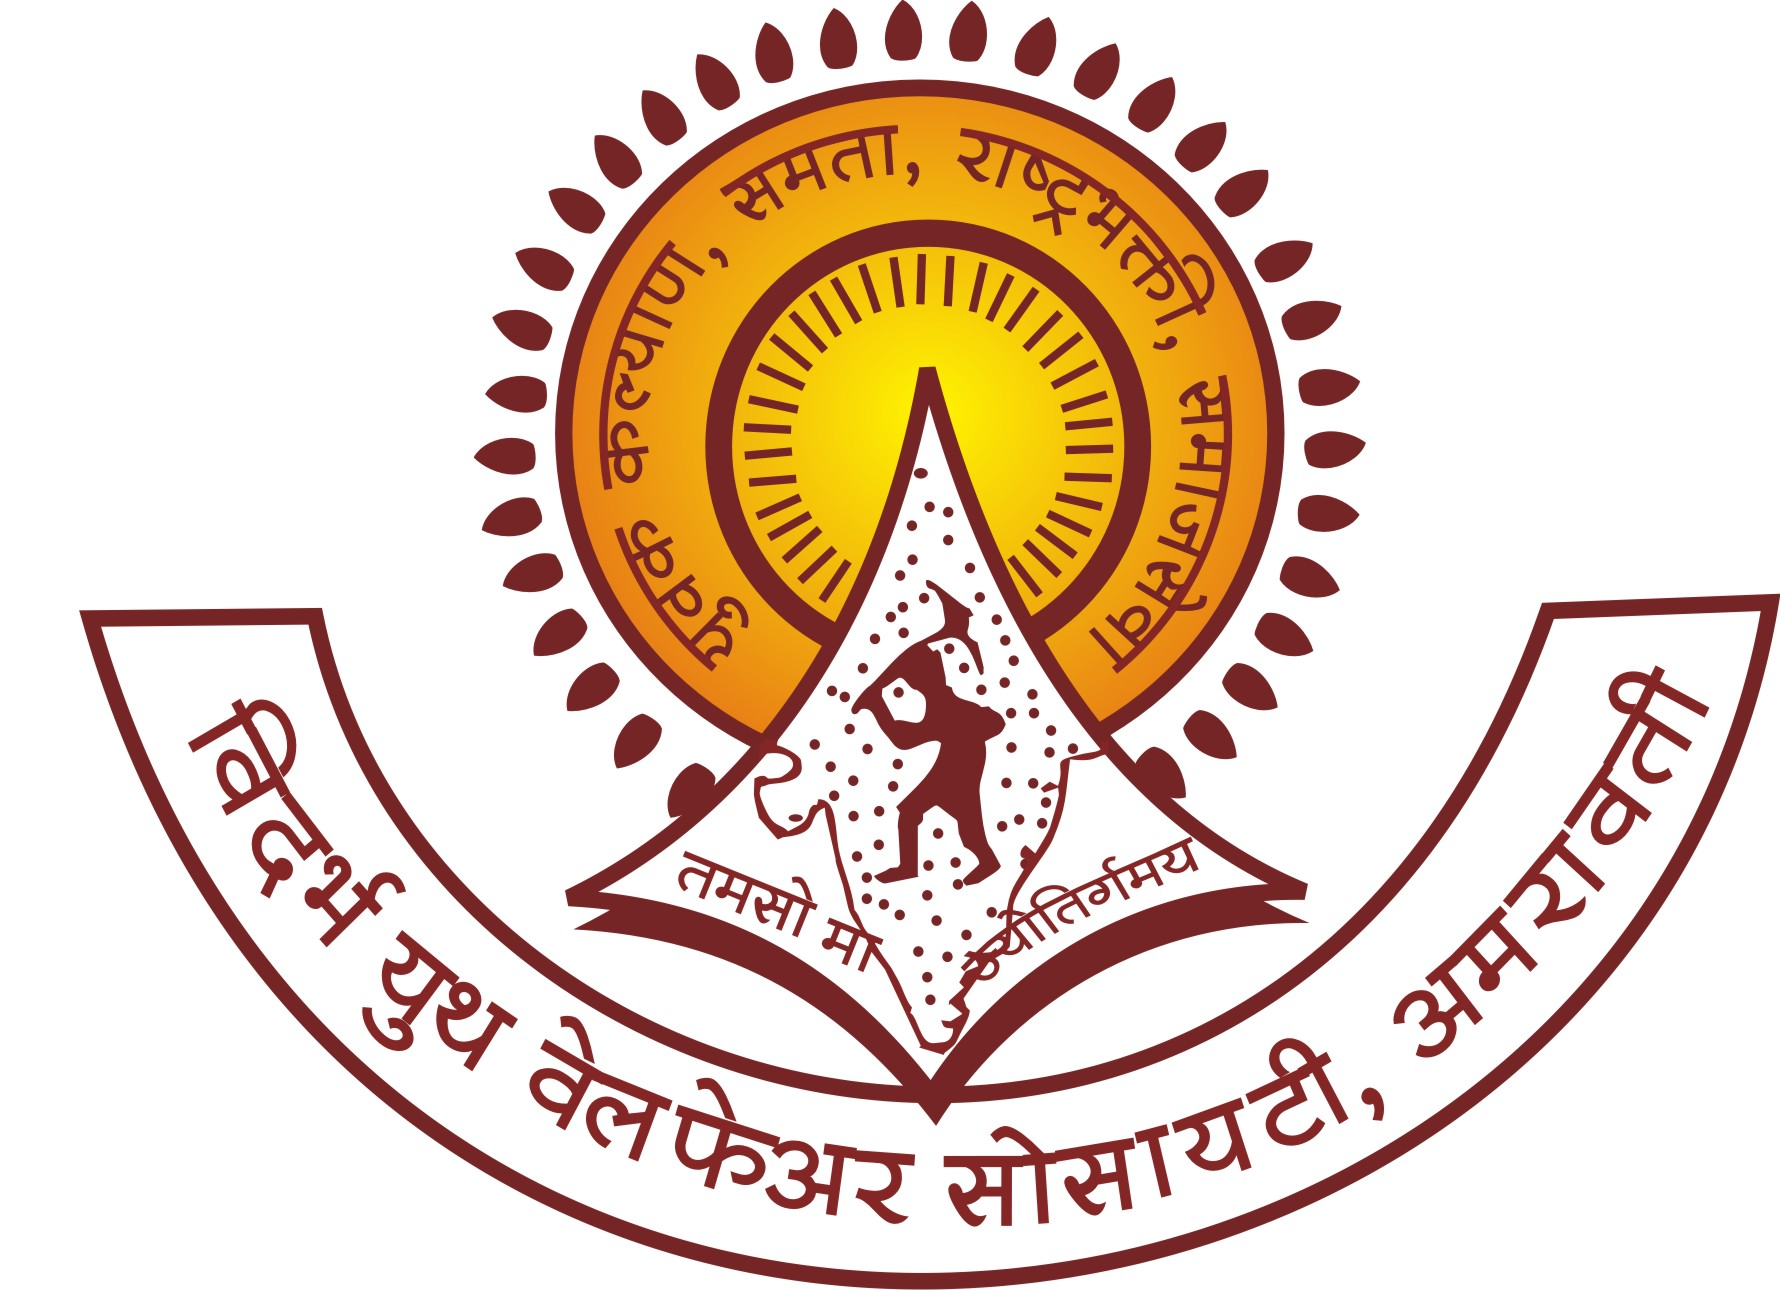 युवक कल्याण, समता, राष्ट्रभक्ती, समाजसेवा
तमसो मा ज्योतिर्गमय
विदर्भ युथ वेलफेअर सोसायटी, अमरावती